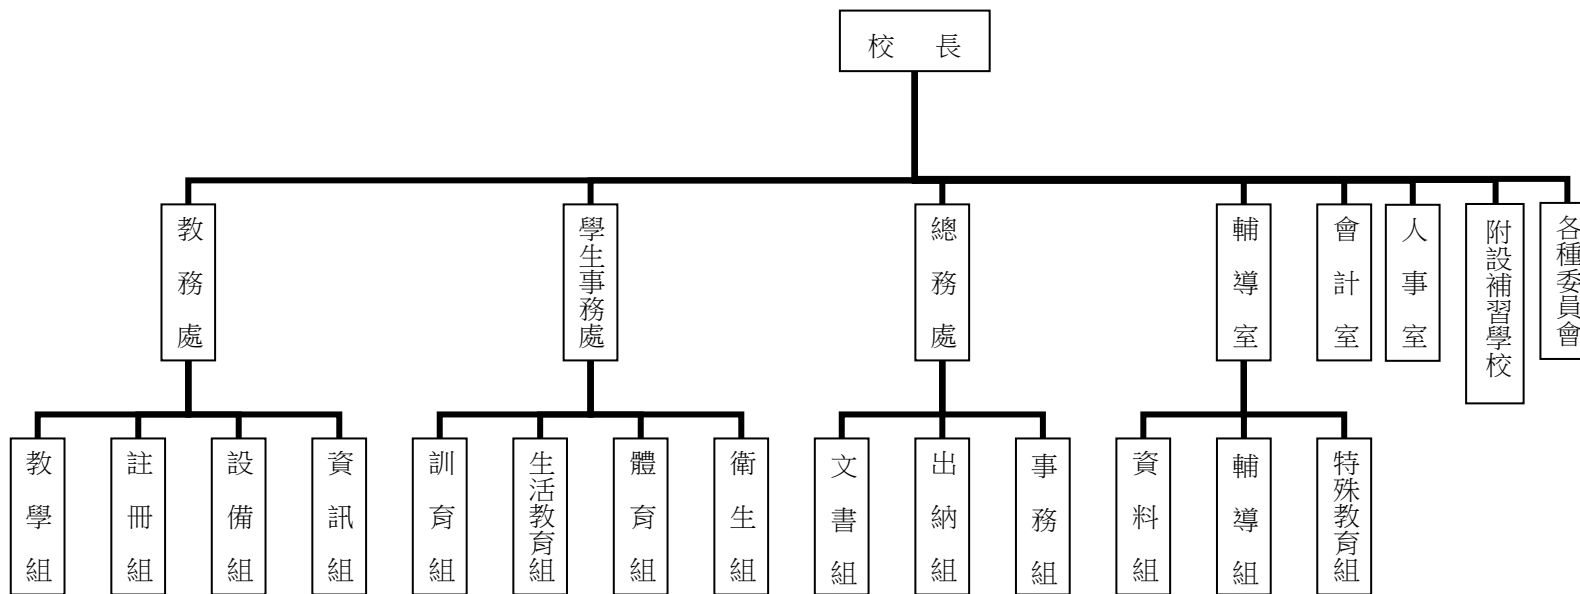 校長
教務處
學生事務處
總務處
輔導室
會計室
人事室
附設補習學校
各種委員會
教學組
註冊組
設備組
資訊組
訓育組
生活教育組
體育組
衛生組
文書組
出納組
事務組
資料組
輔導組
特殊教育組